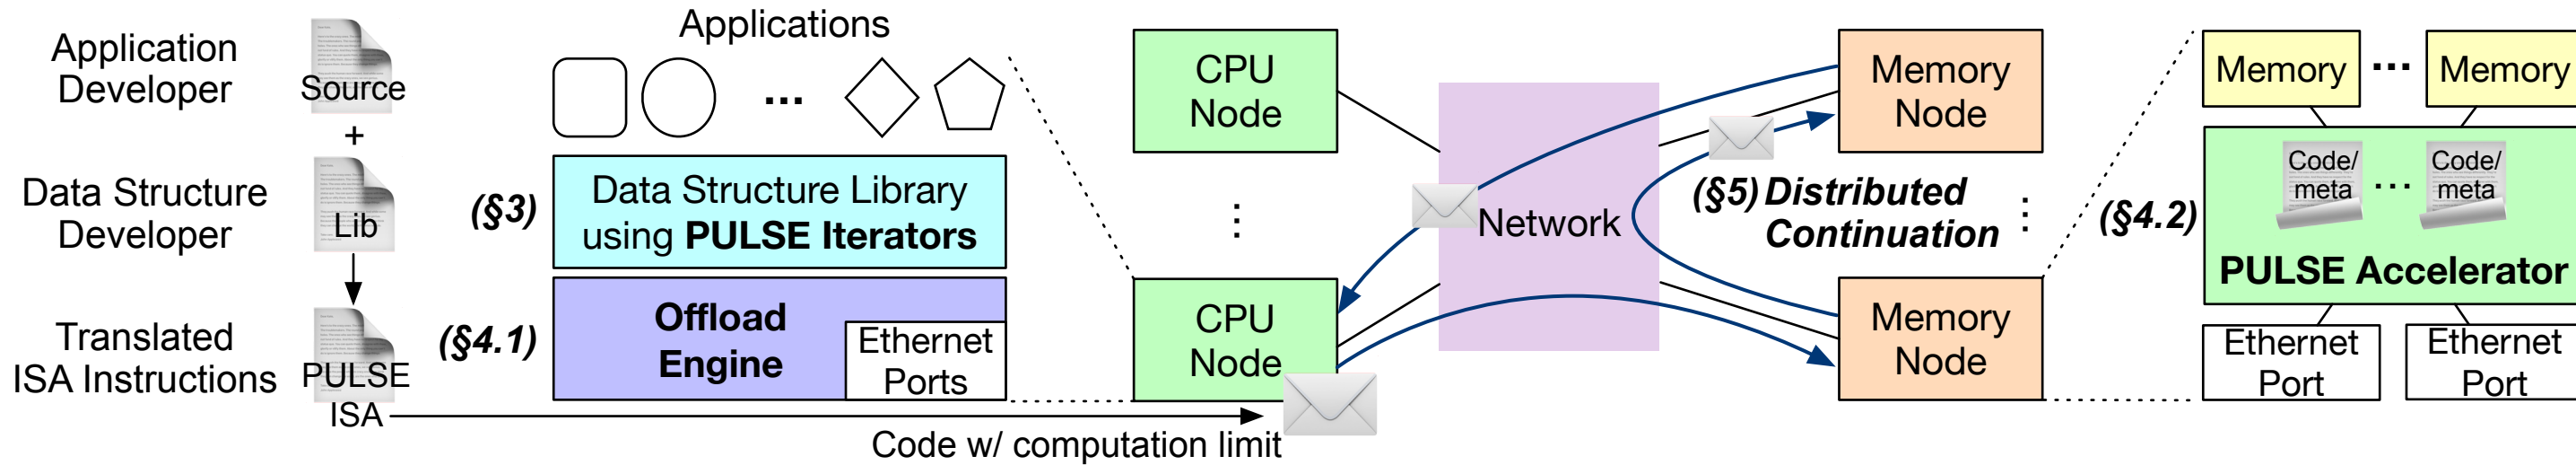 Application
Developer
Source
+
Data Structure
Developer
Lib
Translated
ISA Instructions
PULSE
ISA
Code w/ computation limit
Applications
...
(§3)
Data Structure Library
using PULSE Iterators
(§4.1)
Offload
Engine
Ethernet
Ports
CPU
Node
⋮
CPU
Node
Network
Memory
Node
(§5) Distributed
Continuation
⋮
Memory
Node
(§4.2)
Memory ... Memory
Code/
meta
...
Code/
meta
PULSE Accelerator
Ethernet
Port
Ethernet
Port